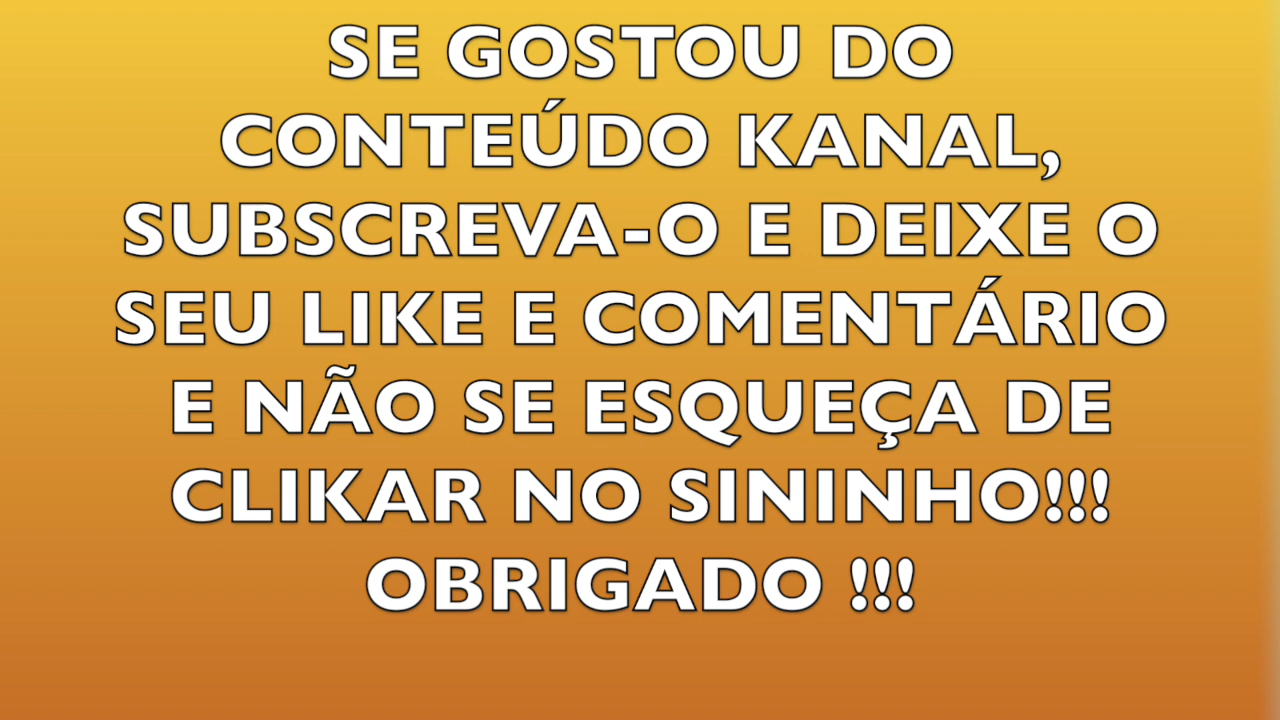 SE GOSTOU DO
CONTEÚDO KANAL,
SUBSCREVA-O E DEIXE O
SEU LIKE E COMENTÁRIO
E NÃO SE ESQUEÇA DE
CLIKAR NO SININHO!!!
OBRIGADO !!!